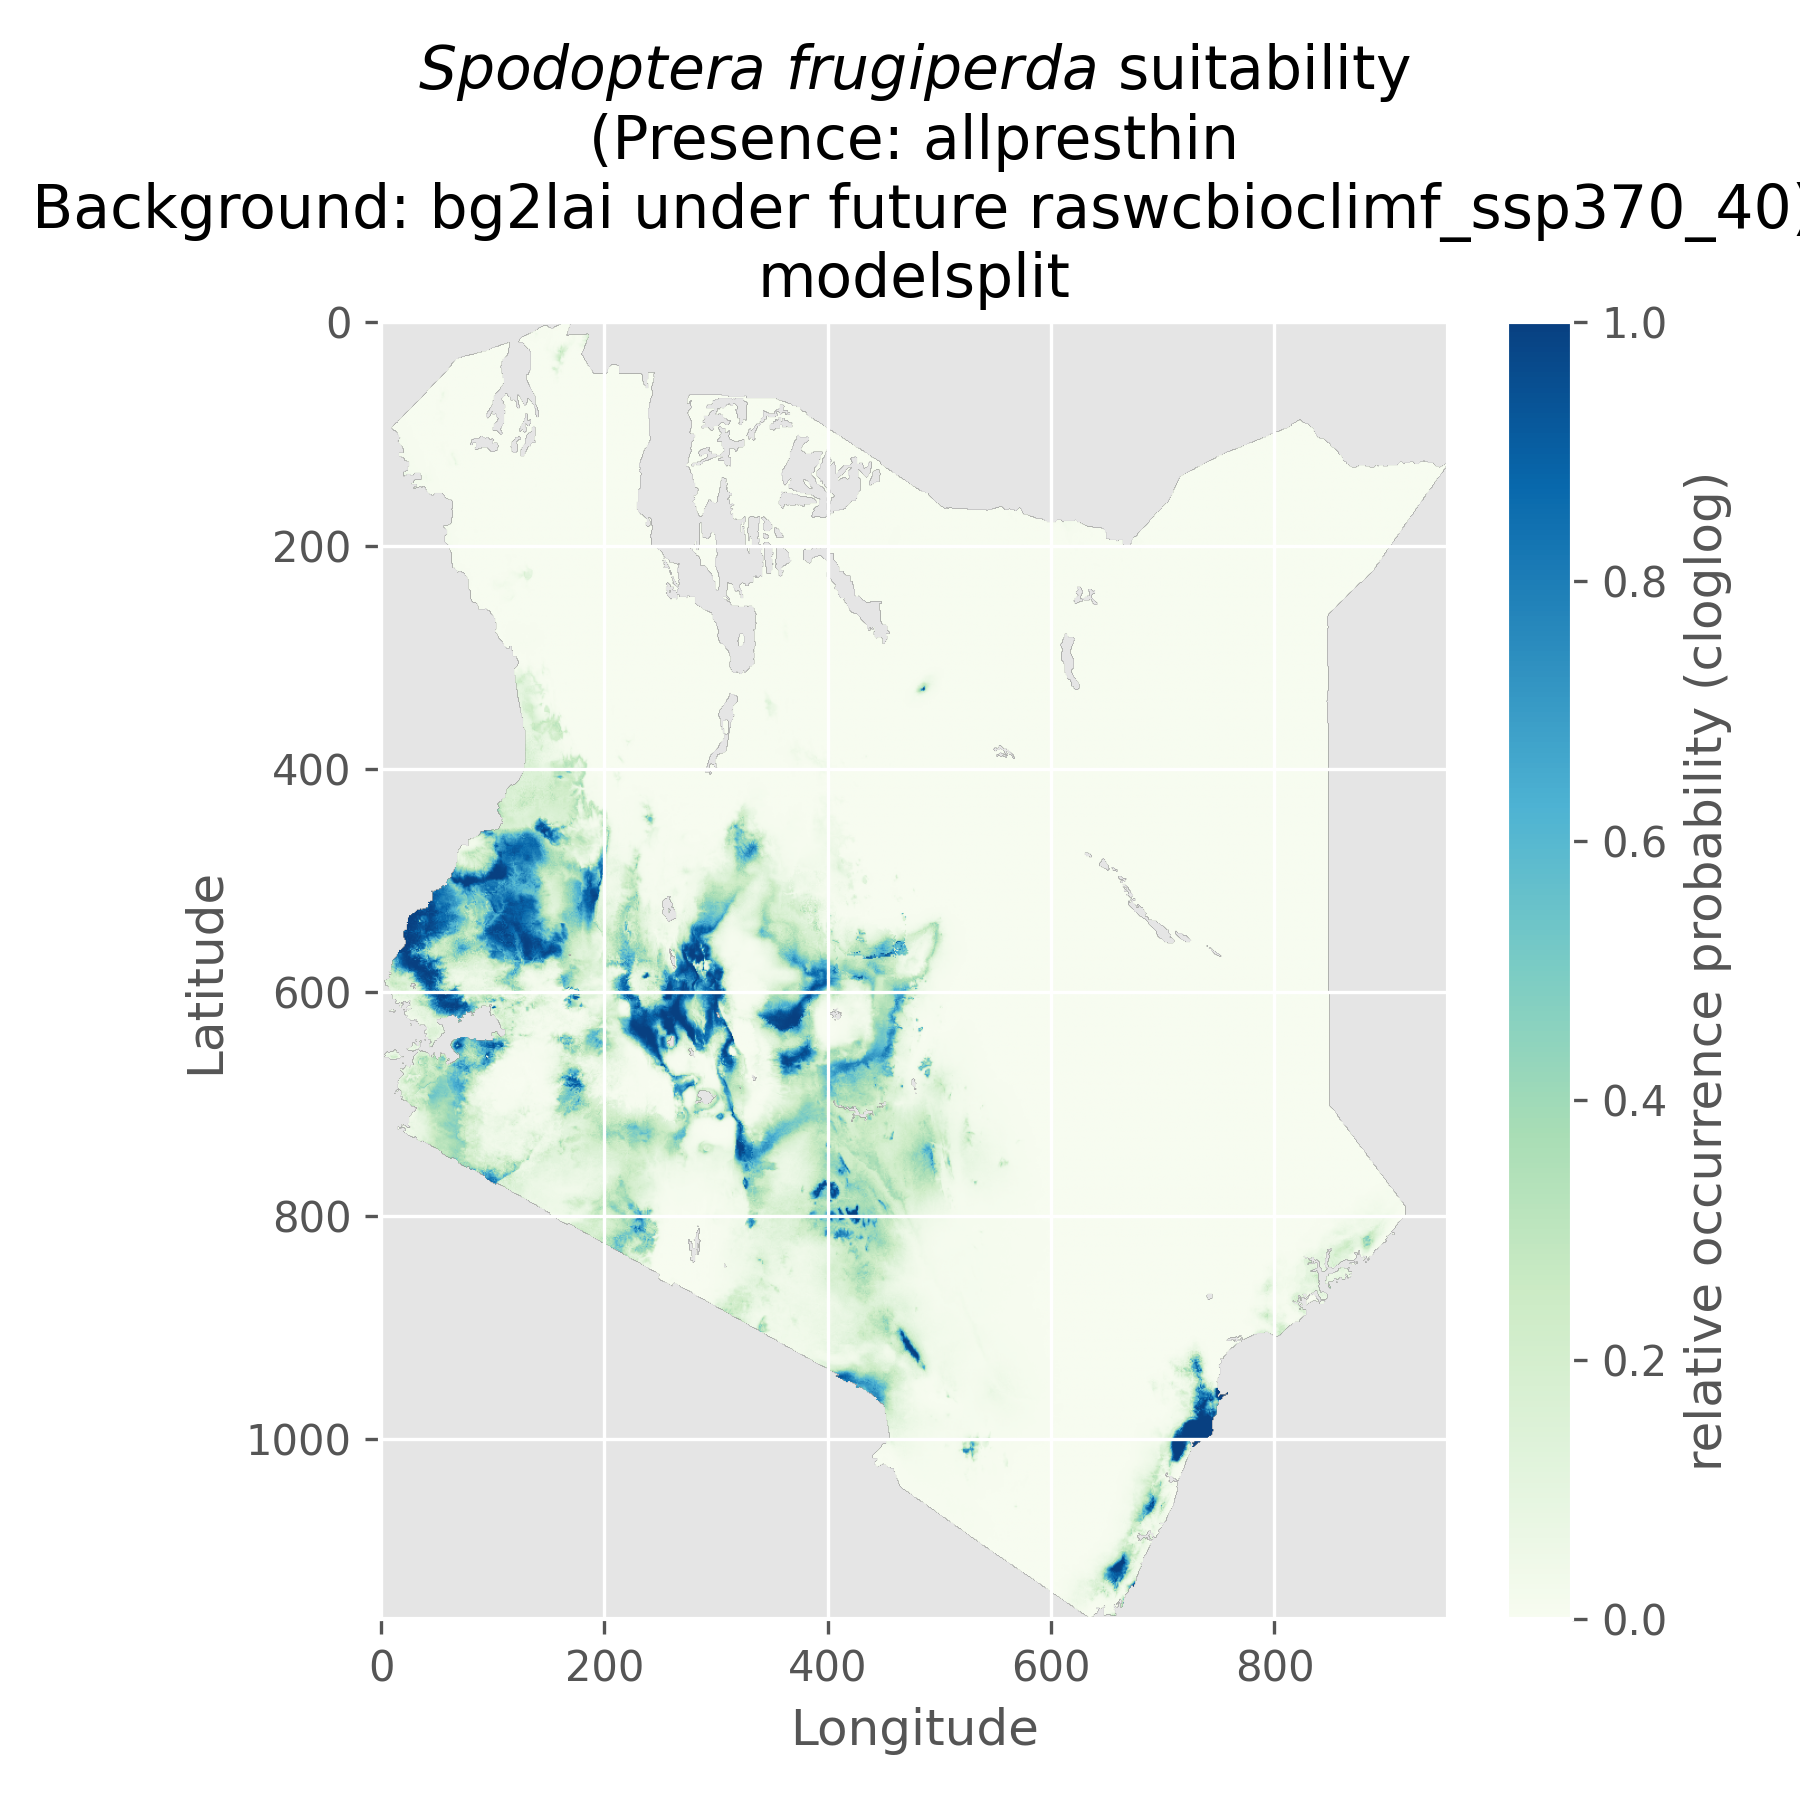 Spodoptera frugiperda suitability
(Presence: allpresthin
Background: bg2lai under future raswcbioclimf_ssp370_40)
modelsplit
0
200
400
600
800
1000
Latitude
0
200
400
600
800
Longitude
1.0
0.8
0.6
0.4
0.2
0.0
relative occurrence probability (cloglog)